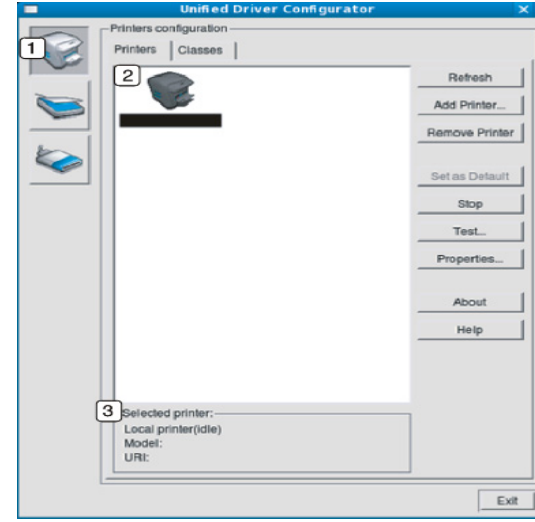 Unified Driver Configurator
1
Printers configuration
Printers Classes
2
Refresh
Add Printer...
Remove Printer
Set as Default
Stop
Test...
Properties...
About
Help
3
Selected printer:
Local printer(idle)
Model:
URI:
Exit